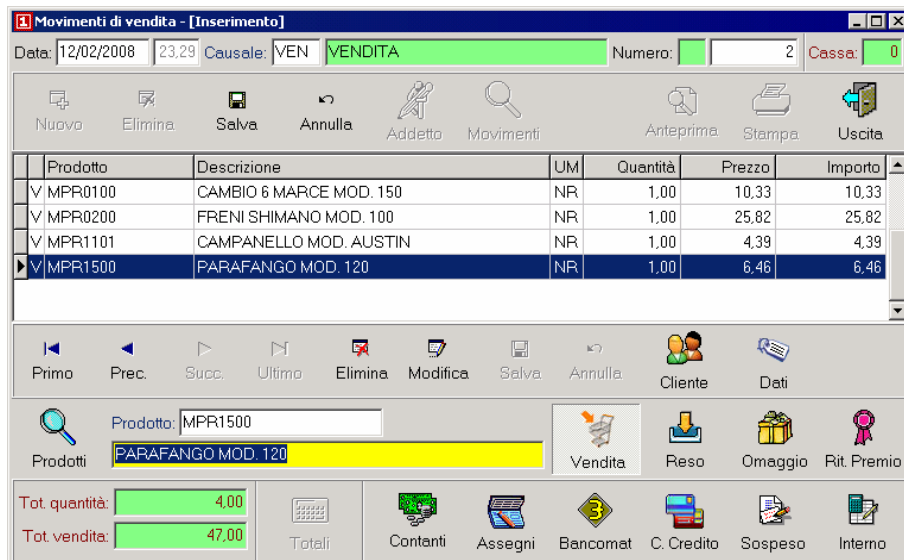 1 Movimenti di vendita - [Inserimento]
Data: 12/02/2008 23,29 Causale: VEN VENDITA Numero: 2 Cassa: 0
Nuovo Elimina Salva Annulla Addetto Movimenti Anteprima Stampa Uscita
Prodotto Descrizione UM Quantità Prezzo Importo
V MPR0100 CAMBIO 6 MARCE MOD. 150 NR 1,00 10,33 10,33
V MPR0200 FRENI SHIMANO MOD. 100 NR 1,00 25,82 25,82
V MPR1101 CAMPANELLO MOD. AUSTIN NR 1,00 4,39 4,39
V MPR1500 PARAFANGO MOD. 120 NR 1,00 6,46 6,46
Primo Prec. Succ. Ultimo Elimina Modifica Salva Annulla Cliente Dati
Prodotto: MPR1500
PARAFANGO MOD. 120
Prodotti Vendita Reso Omaggio Rit. Premio
Tot. quantità: 4,00
Tot. vendita: 47,00
Totali Contanti Assegni 3 Bancomat C. Credito Sospeso Interno